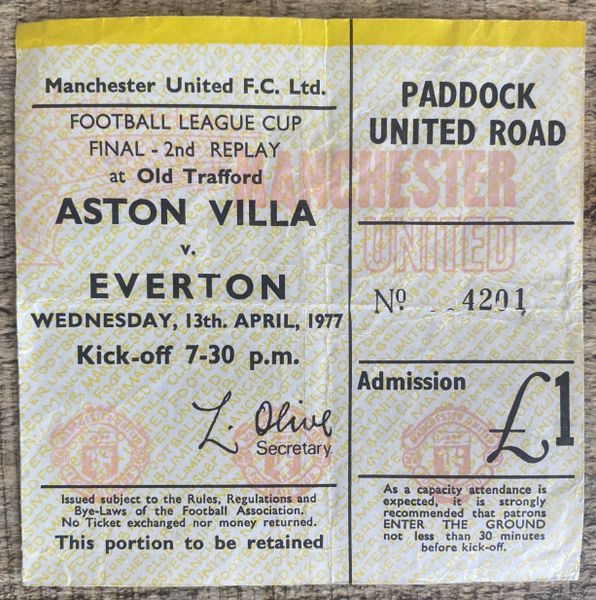 Manchester United F.C. Ltd.
FOOTBALL LEAGUE CUP
FINAL - 2nd REPLAY
at Old Trafford
ASTON VILLA
v.
EVERTON
WEDNESDAY, 13th. APRIL, 1977
Kick-off 7-30 p.m.
L. Olive
Secretary.
Issued subject to the Rules, Regulations and
Bye-Laws of the Football Association.
No Ticket exchanged nor money returned.
This portion to be retained
PADDOCK
UNITED ROAD
MANCHESTER
UNITED
Nº 4201
Admission £1
As a capacity attendance is
expected, it is strongly
recommended that patrons
ENTER THE GROUND
not less than 30 minutes
before kick-off.